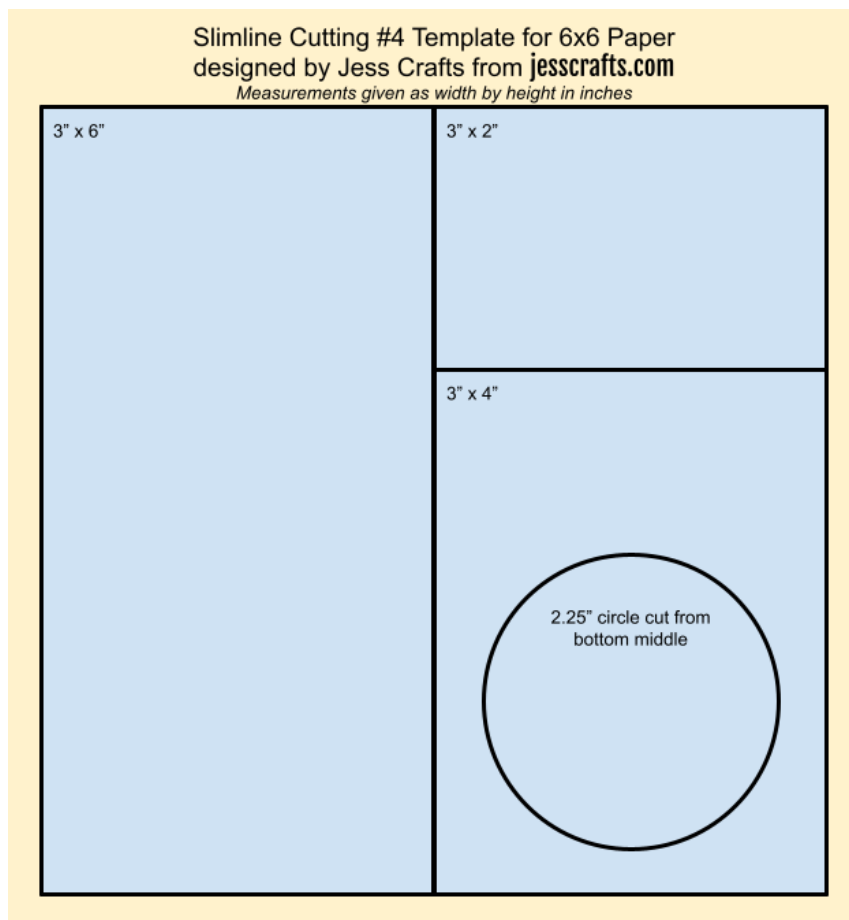 Slimline Cutting #4 Template for 6x6 Paper
designed by Jess Crafts from jesscrafts.com
Measurements given as width by height in inches
3” x 6”
3” x 2”
3” x 4”
2.25” circle cut from
bottom middle